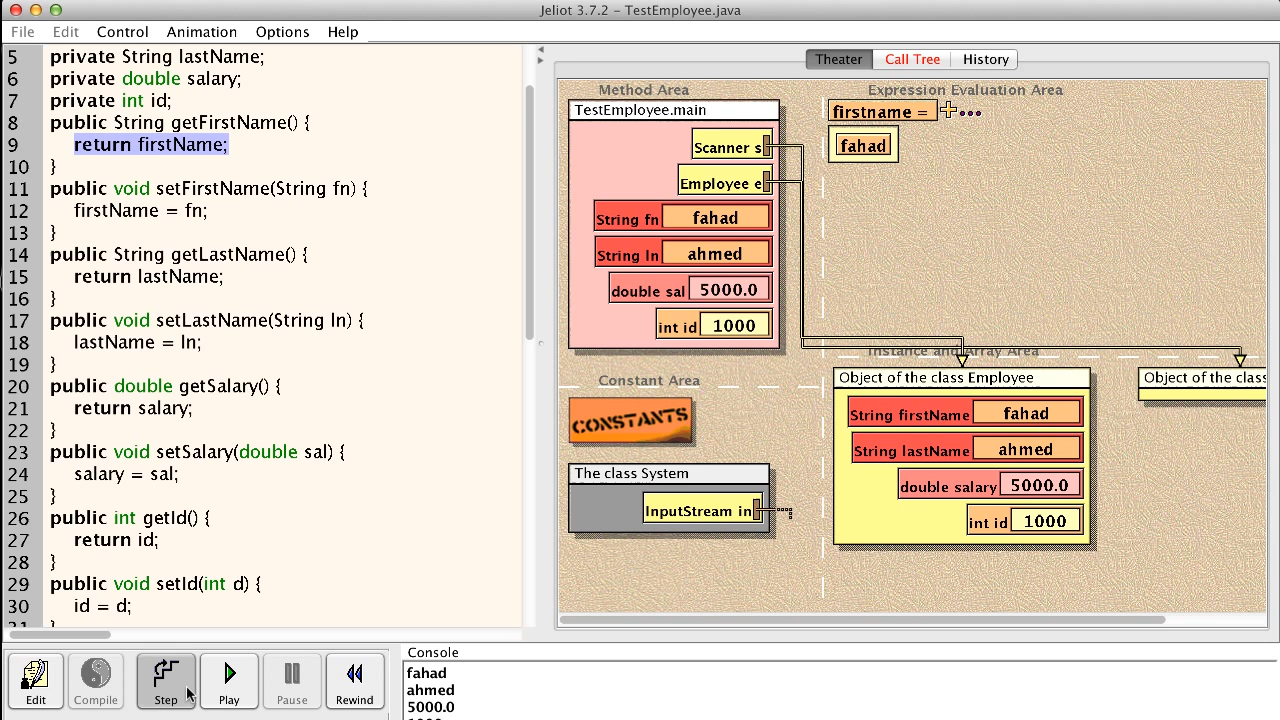 Jeliot 3.7.2 – TestEmployee.java
File Edit Control Animation Options Help
5 private String lastName;
6 private double salary;
7 private int id;
8 public String getFirstName() {
9 return firstName;
10 }
11 public void setFirstName(String fn) {
12 firstName = fn;
13 }
14 public String getLastName() {
15 return lastName;
16 }
17 public void setLastName(String ln) {
18 lastName = ln;
19 }
20 public double getSalary() {
21 return salary;
22 }
23 public void setSalary(double sal) {
24 salary = sal;
25 }
26 public int getId() {
27 return id;
28 }
29 public void setId(int d) {
30 id = d;
Theater Call Tree History
Method Area
TestEmployee.main
Scanner s
Employee e
String fn fahad
String ln ahmed
double sal 5000.0
int id 1000
Expression Evaluation Area
firstname = +
fahad
Constant Area
CONSTANTS
The class System
InputStream in
Instance and Array Area
Object of the class Employee
String firstName fahad
String lastName ahmed
double salary 5000.0
int id 1000
Object of the class
Edit Compile Step Play Pause Rewind
Console
fahad
ahmed
5000.0